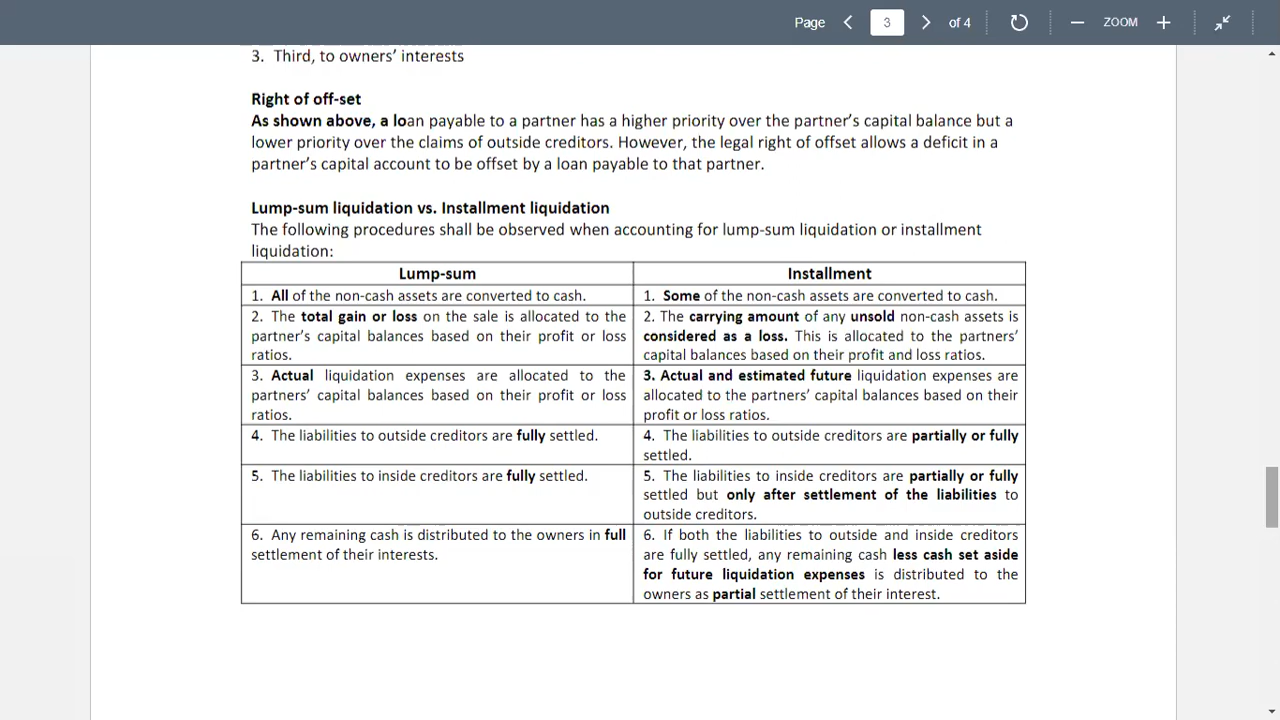 Page 3 of 4 ZOOM
3. Third, to owners’ interests
Right of off-set
As shown above, a loan payable to a partner has a higher priority over the partner’s capital balance but a
lower priority over the claims of outside creditors. However, the legal right of offset allows a deficit in a
partner’s capital account to be offset by a loan payable to that partner.
Lump-sum liquidation vs. Installment liquidation
The following procedures shall be observed when accounting for lump-sum liquidation or installment
liquidation:
Lump-sum
Installment
1. All of the non-cash assets are converted to cash.
1. Some of the non-cash assets are converted to cash.
2. The total gain or loss on the sale is allocated to the
partner’s capital balances based on their profit or loss
ratios.
2. The carrying amount of any unsold non-cash assets is
considered as a loss. This is allocated to the partners’
capital balances based on their profit and loss ratios.
3. Actual liquidation expenses are allocated to the
partners’ capital balances based on their profit or loss
ratios.
3. Actual and estimated future liquidation expenses are
allocated to the partners’ capital balances based on their
profit or loss ratios.
4. The liabilities to outside creditors are fully settled.
4. The liabilities to outside creditors are partially or fully
settled.
5. The liabilities to inside creditors are fully settled.
5. The liabilities to inside creditors are partially or fully
settled but only after settlement of the liabilities to
outside creditors.
6. Any remaining cash is distributed to the owners in full
settlement of their interests.
6. If both the liabilities to outside and inside creditors
are fully settled, any remaining cash less cash set aside
for future liquidation expenses is distributed to the
owners as partial settlement of their interest.